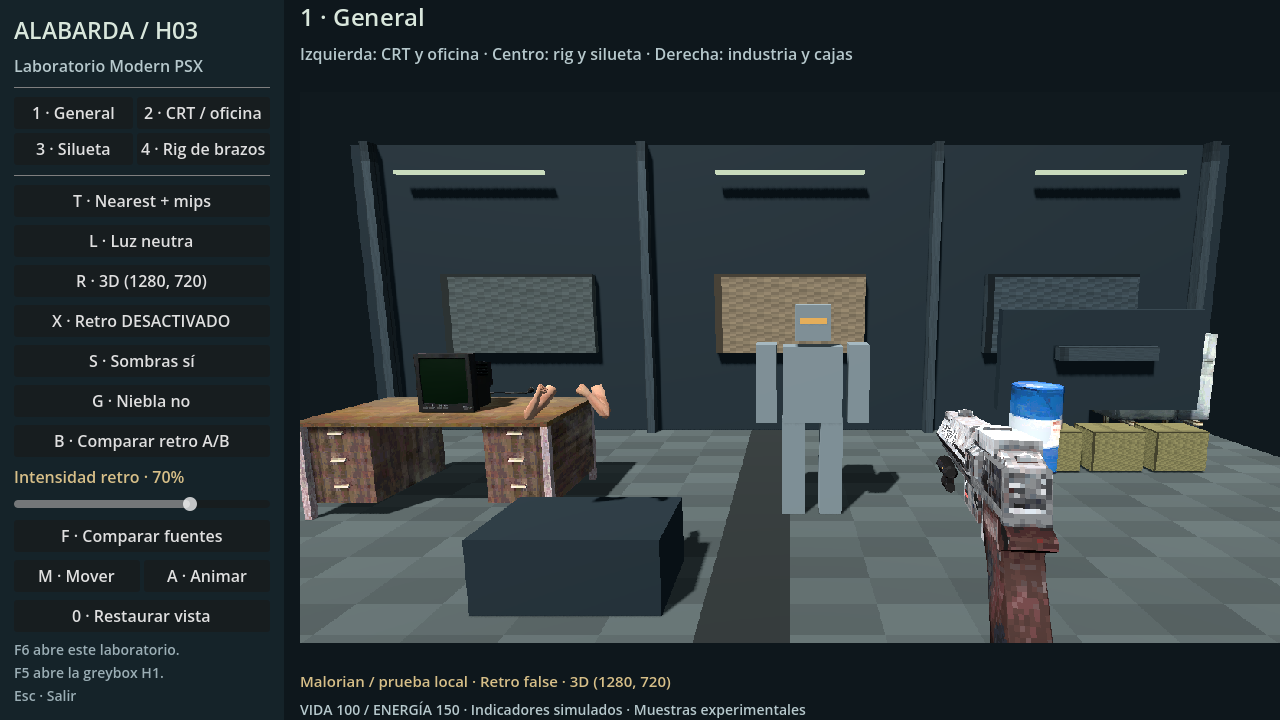 ALABARDA / H03
Laboratorio Modern PSX
1 · General
2 · CRT / oficina
3 · Silueta
4 · Rig de brazos
T · Nearest + mips
L · Luz neutra
R · 3D (1280, 720)
X · Retro DESACTIVADO
S · Sombras sí
G · Niebla no
B · Comparar retro A/B
Intensidad retro · 70%
F · Comparar fuentes
M · Mover
A · Animar
0 · Restaurar vista
F6 abre este laboratorio.
F5 abre la greybox H1.
Esc · Salir
1 · General
Izquierda: CRT y oficina · Centro: rig y silueta · Derecha: industria y cajas
Malorian / prueba local · Retro false · 3D (1280, 720)
VIDA 100 / ENERGÍA 150 · Indicadores simulados · Muestras experimentales